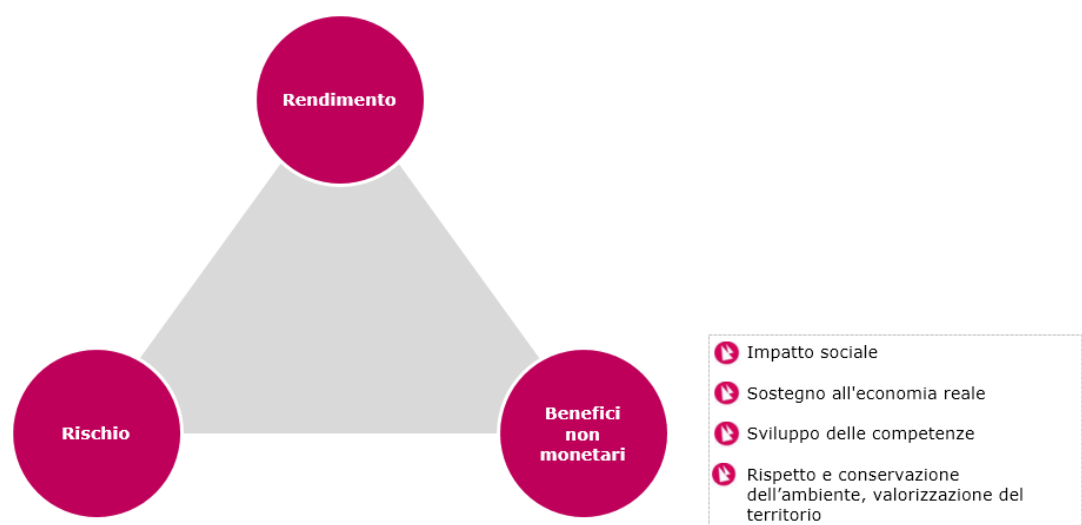 Rendimento
Rischio
Benefici
non
monetari
Impatto sociale
Sostegno all'economia reale
Sviluppo delle competenze
Rispetto e conservazione
dell’ambiente, valorizzazione del
territorio